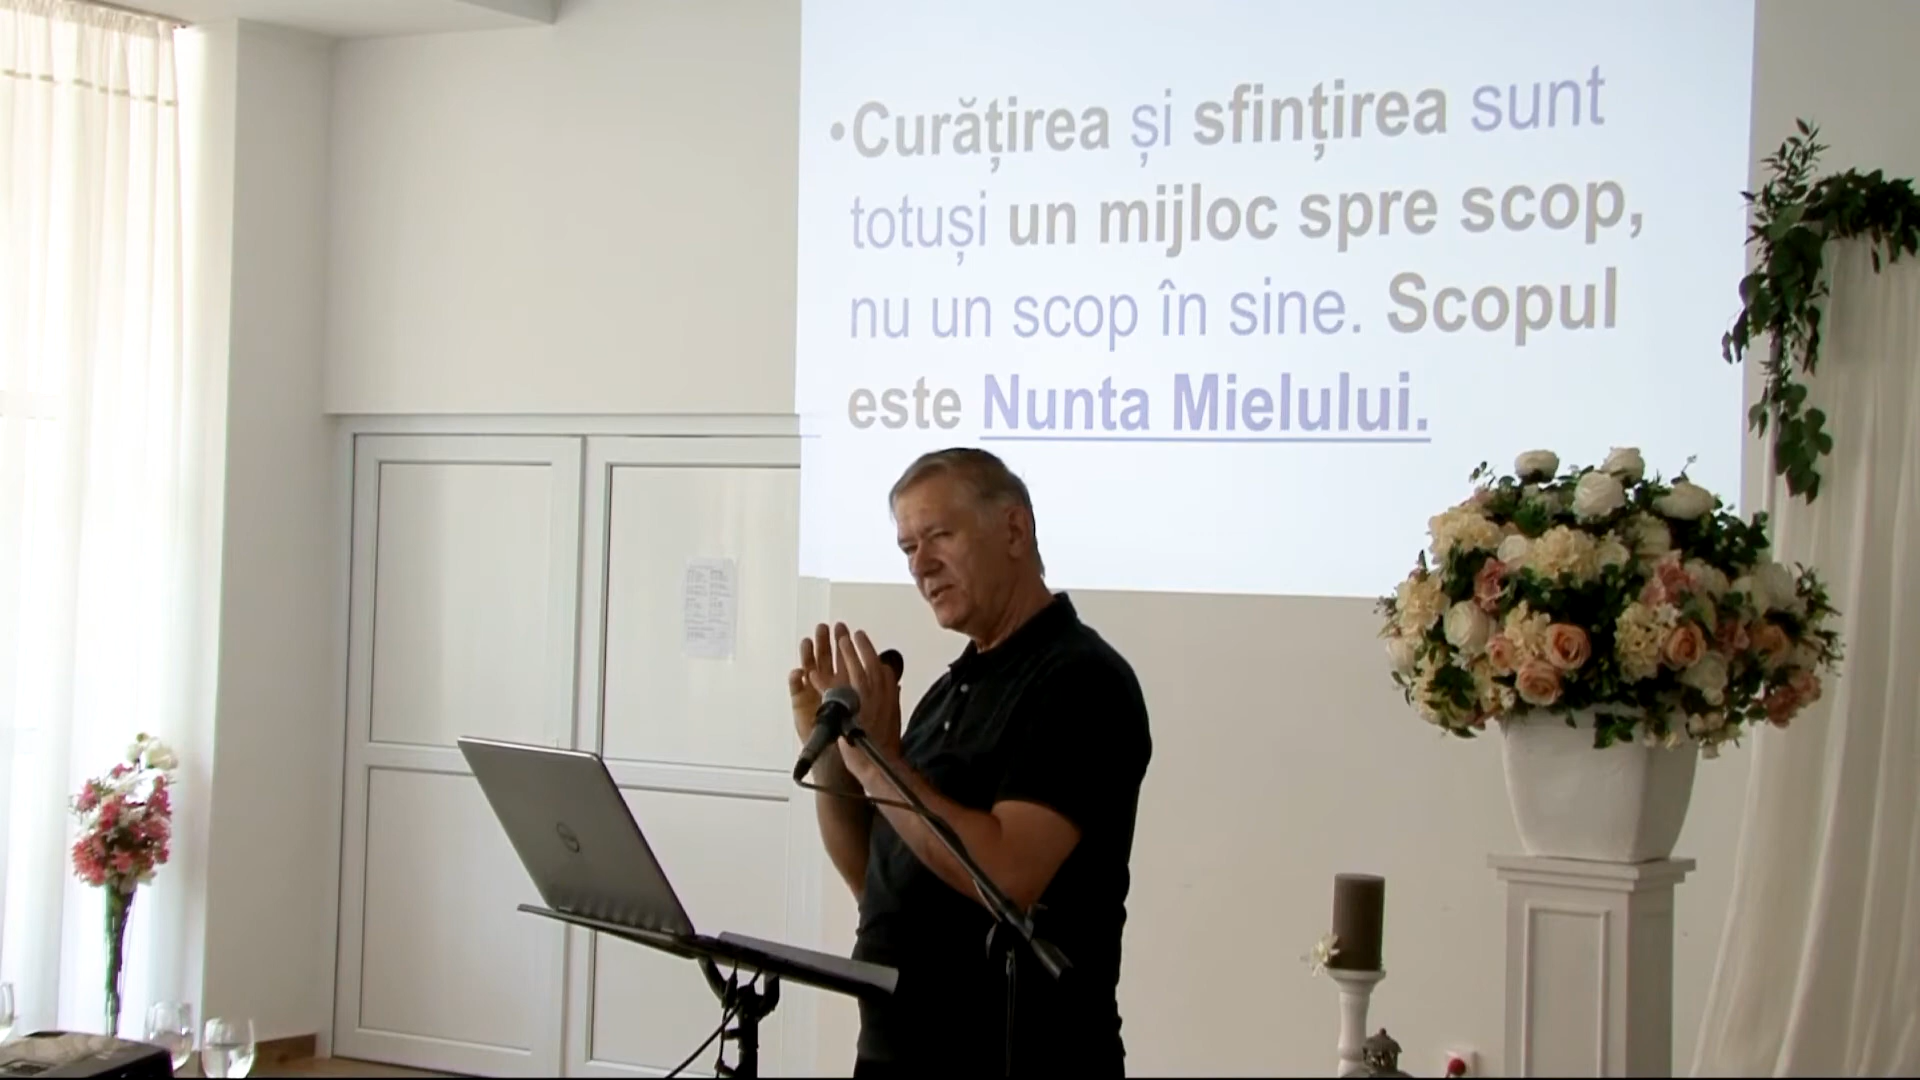 •Curățirea și sfințirea sunt
totuși un mijloc spre scop,
nu un scop în sine. Scopul
este Nunta Mielului.